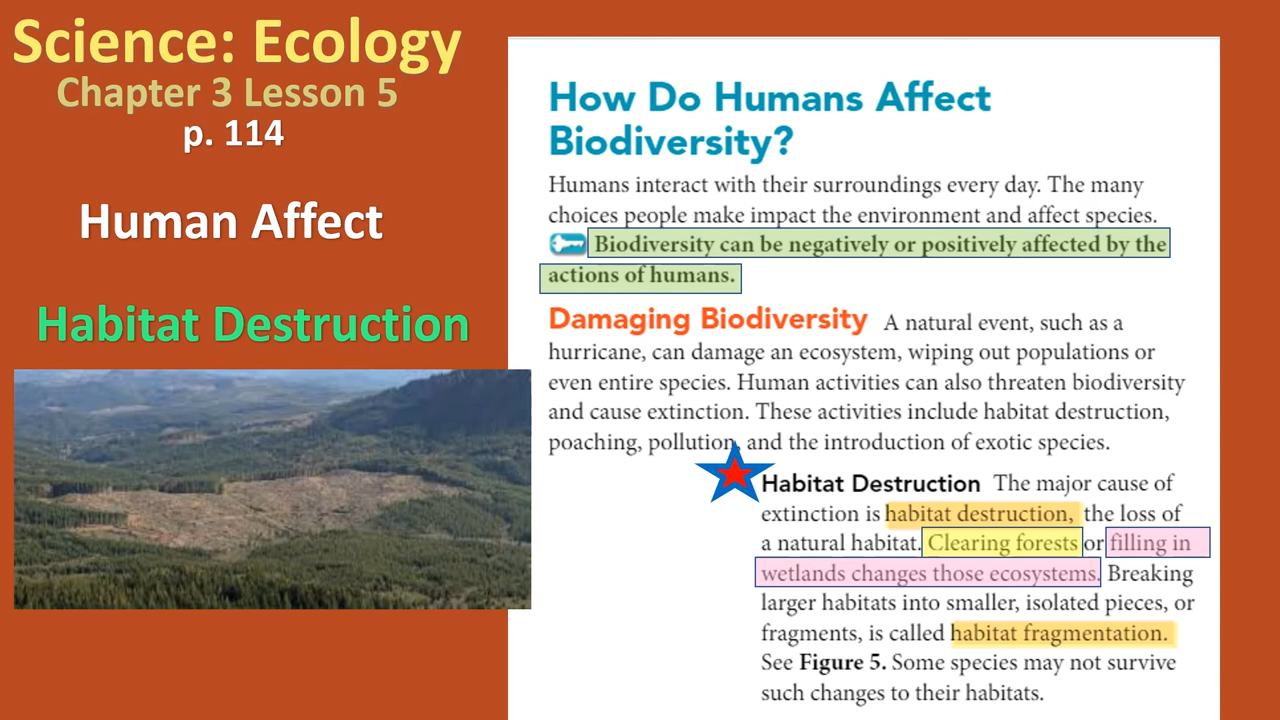 Science: Ecology
Chapter 3 Lesson 5
p. 114
Human Affect
Habitat Destruction
How Do Humans Affect
Biodiversity?
Humans interact with their surroundings every day. The many
choices people make impact the environment and affect species.
Biodiversity can be negatively or positively affected by the
actions of humans.
Damaging Biodiversity A natural event, such as a
hurricane, can damage an ecosystem, wiping out populations or
even entire species. Human activities can also threaten biodiversity
and cause extinction. These activities include habitat destruction,
poaching, pollution, and the introduction of exotic species.
Habitat Destruction The major cause of
extinction is habitat destruction, the loss of
a natural habitat. Clearing forests or filling in
wetlands changes those ecosystems. Breaking
larger habitats into smaller, isolated pieces, or
fragments, is called habitat fragmentation.
See Figure 5. Some species may not survive
such changes to their habitats.